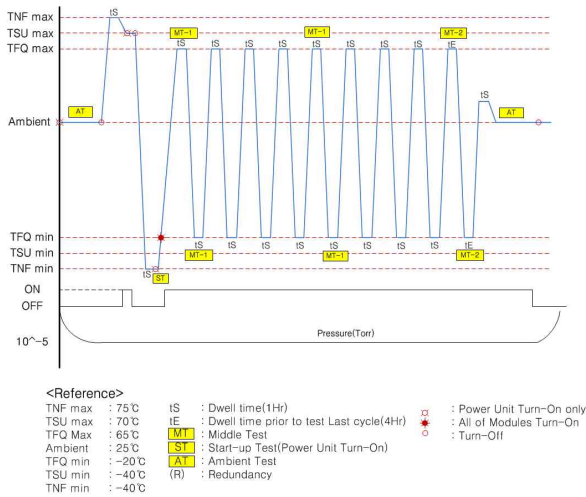 TNF max
TSU max
TFQ max
Ambient
TFQ min
TSU min
TNF min
ON
OFF
10^-5
tS
MT-1
MT-1
MT-2
tS tS tS tS tS tS tS tS tE
AT
tS
AT
tS tS tS tS tS tS tS tS tE
MT-1
MT-1
MT-2
tS
ST
Pressure(Torr)
<Reference>
TNF max : 75℃
TSU max : 70℃
TFQ Max : 65℃
Ambient : 25℃
TFQ min : -20℃
TSU min : -40℃
TNF min : -40℃
tS : Dwell time(1Hr)
tE : Dwell time prior to test Last cycle(4Hr)
MT : Middle Test
ST : Start-up Test(Power Unit Turn-On)
AT : Ambient Test
(R) : Redundancy
: Power Unit Turn-On only
: All of Modules Turn-On
: Turn-Off